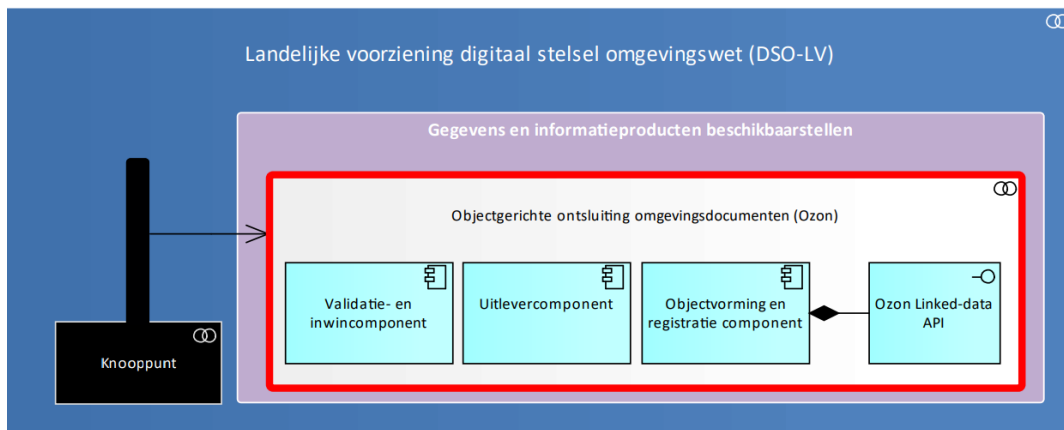 Landelijke voorziening digitaal stelsel omgevingswet (DSO-LV)
Gegevens en informatieproducten beschikbaarstellen
Objectgerichte ontsluiting omgevingsdocumenten (Ozon)
Validatie- en
inwincomponent
Uitlevercomponent
Objectvorming en
registratie component
Ozon Linked-data
API
Knooppunt